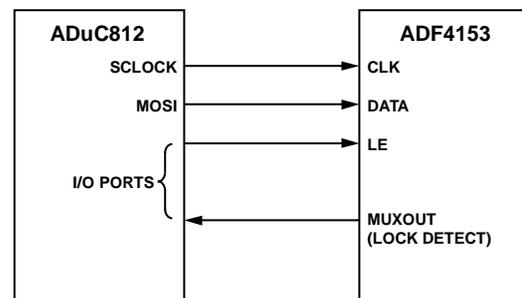 ADuC812
ADF4153
SCLOCK
CLK
MOSI
DATA
LE
I/O PORTS
MUXOUT
(LOCK DETECT)